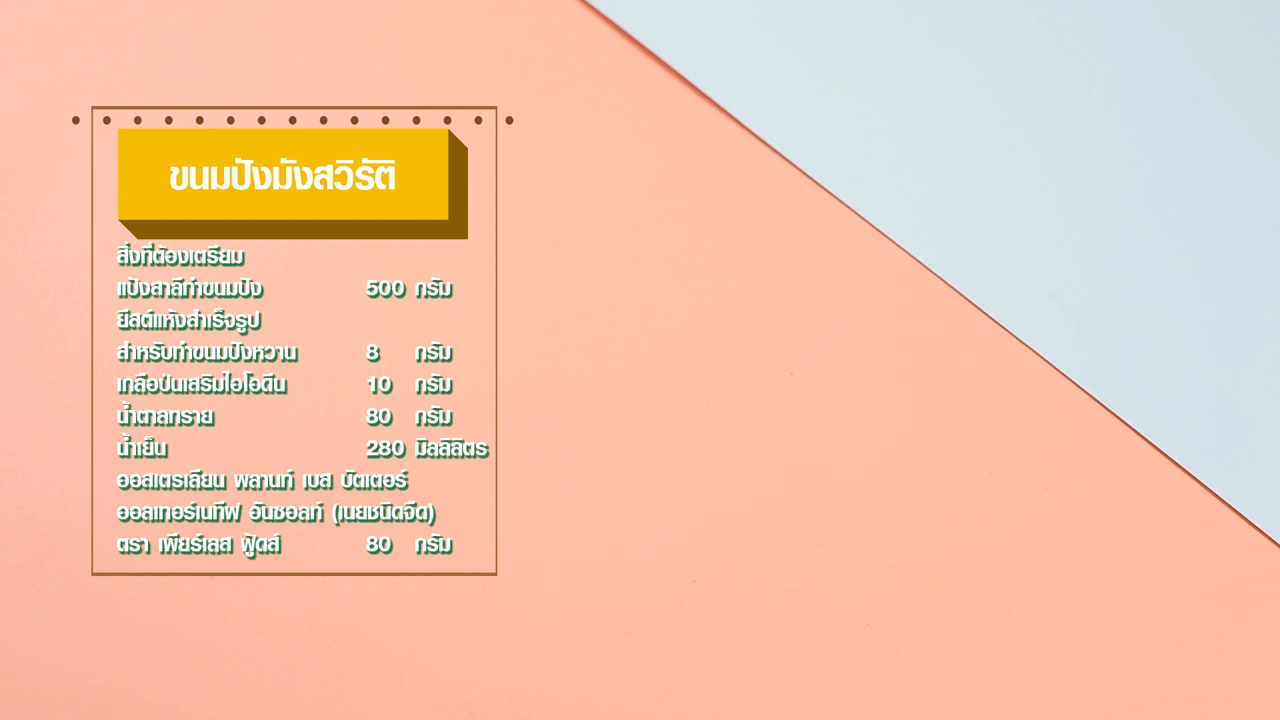 ขนมปังมังสวิรัติ
สิ่งที่ต้องเตรียม
แป้งสาลีทำขนมปัง 500 กรัม
ยีสต์แห้งสำเร็จรูป
สำหรับทำขนมปังหวาน 8 กรัม
เกลือป่นเสริมไอโอดีน 10 กรัม
น้ำตาลทราย 80 กรัม
น้ำเย็น 280 มิลลิลิตร
ออสเตรเลียน พลานท์ เบส บัตเตอร์
ออลเทอร์เนทีฟ อันซอลท์ (เนยชนิดจืด)
ตรา เพียร์เลส ฟู้ดส์ 80 กรัม